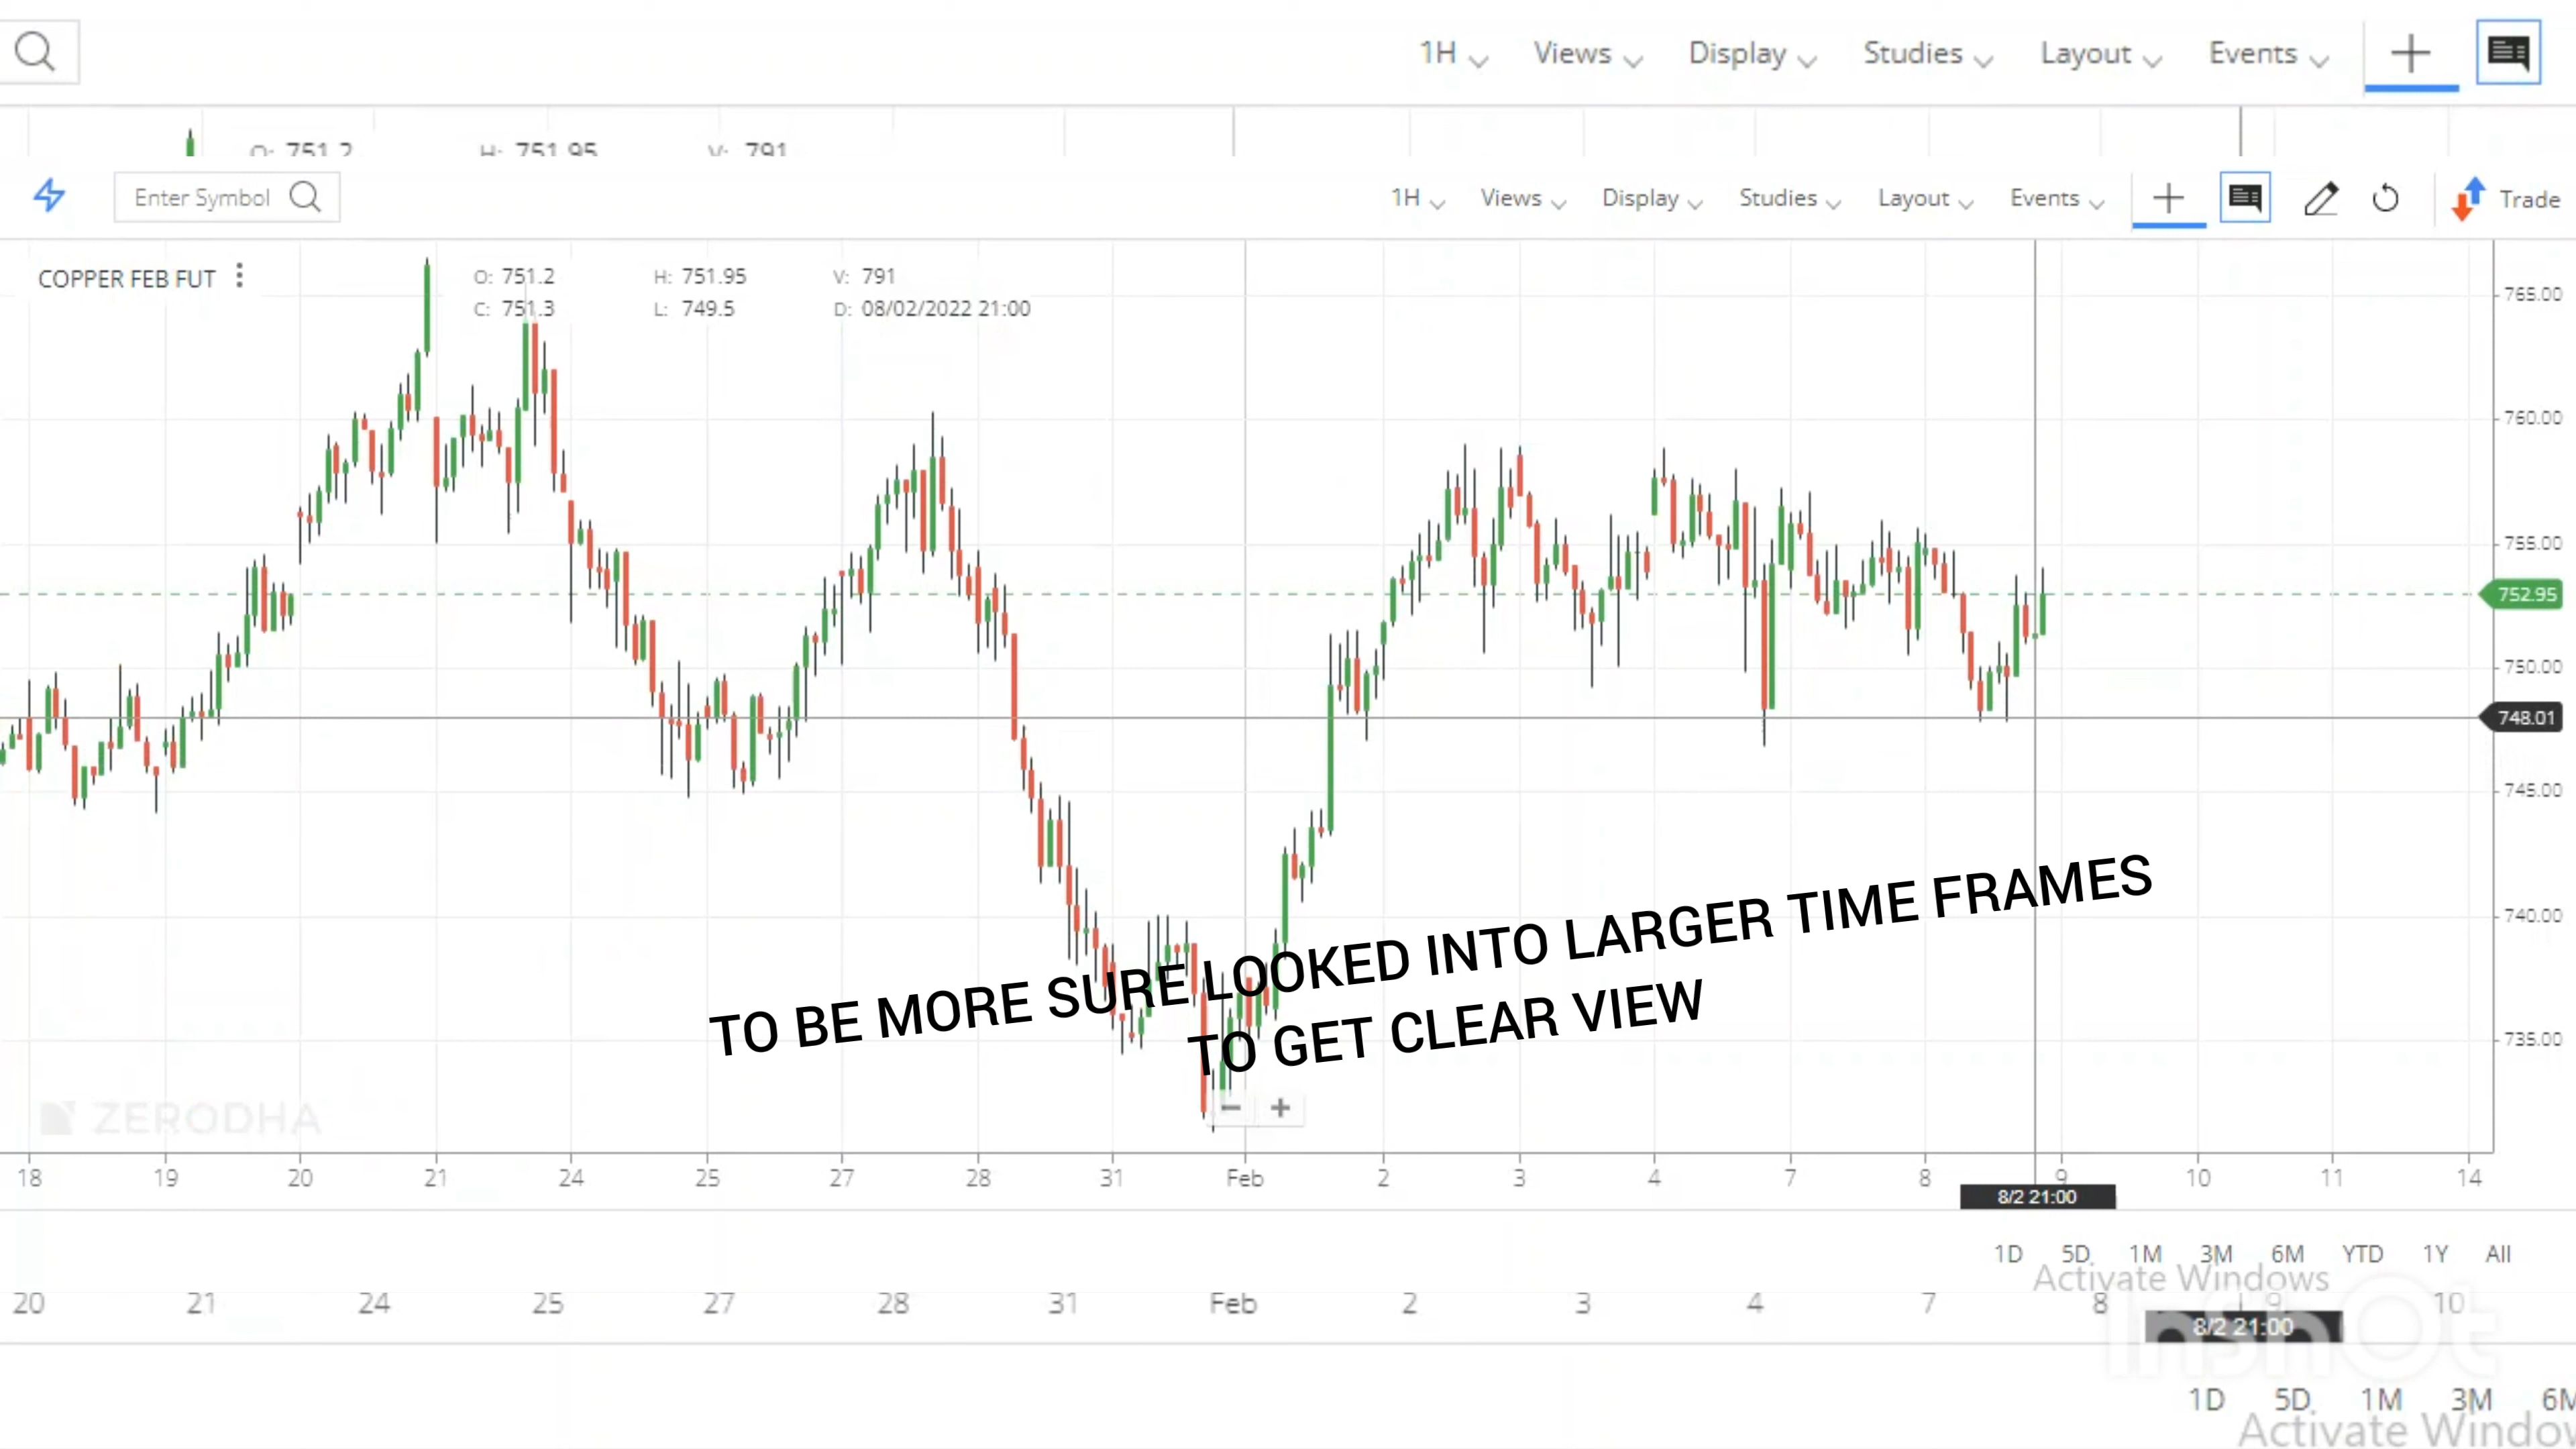 1H Views Display Studies Layout Events
O: 751.2 H: 751.95 V: 791
Enter Symbol 1H Views Display Studies Layout Events Trade
COPPER FEB FUT
O: 751.2 H: 751.95 V: 791
C: 751.3 L: 749.5 D: 08/02/2022 21:00
765.00
760.00
755.00
752.95
750.00
748.01
745.00
740.00
735.00
TO BE MORE SURE LOOKED INTO LARGER TIME FRAMES
TO GET CLEAR VIEW
ZERODHA
18 19 20 21 24 25 27 28 31 Feb 2 3 4 7 8 9 10 11 14
8/2 21:00
1D 5D 1M 3M 6M YTD 1Y All
Activate Windows
20 21 24 25 27 28 31 Feb 2 3 4 7 8 9 10
8/2 21:00
InShOt
1D 5D 1M 3M 6M
Activate Windo